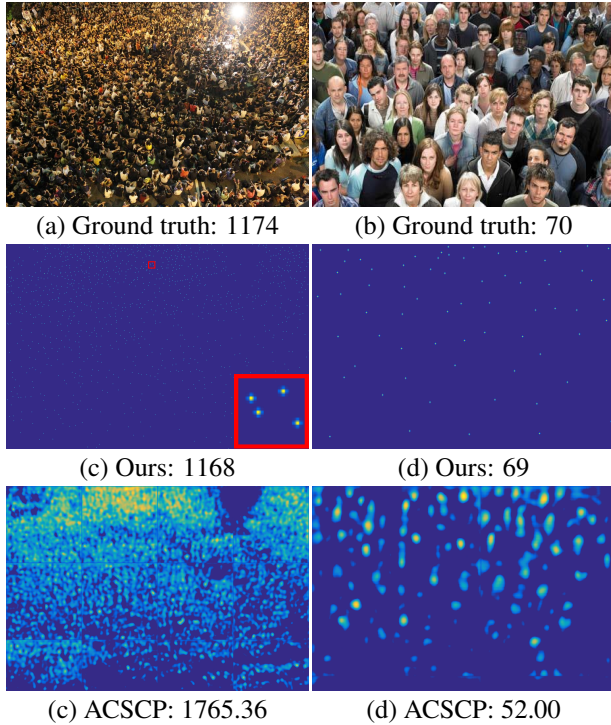 (a) Ground truth: 1174
(b) Ground truth: 70
(c) Ours: 1168
(d) Ours: 69
(c) ACSCP: 1765.36
(d) ACSCP: 52.00